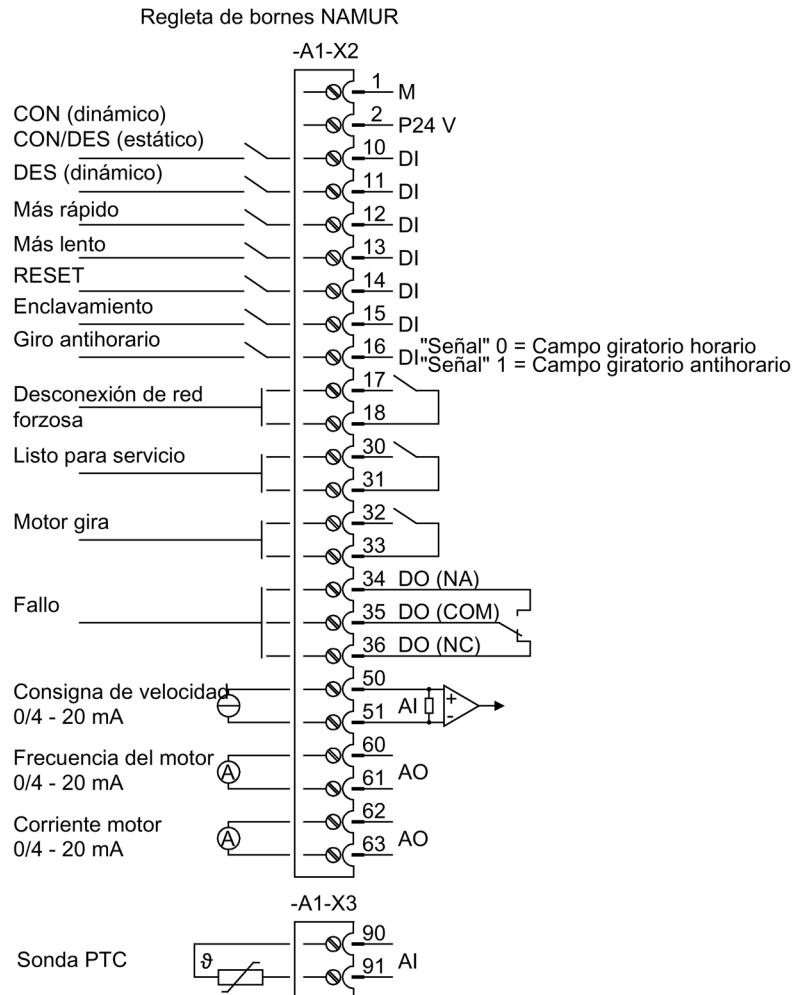 Regleta de bornes NAMUR
-A1-X2
1 M
CON (dinámico)
2 P24 V
CON/DES (estático)
10 DI
DES (dinámico)
11 DI
Más rápido
12 DI
Más lento
13 DI
RESET
14 DI
Enclavamiento
15 DI
Giro antihorario
16 DI
"Señal" 0 = Campo giratorio horario
"Señal" 1 = Campo giratorio antihorario
17
Desconexión de red
forzosa
18
30
Listo para servicio
31
32
Motor gira
33
34 DO (NA)
Fallo
35 DO (COM)
36 DO (NC)
50
Consigna de velocidad
0/4 - 20 mA
51 AI
+
-
60
Frecuencia del motor
0/4 - 20 mA
A
61 AO
62
Corriente motor
0/4 - 20 mA
A
63 AO
-A1-X3
90
Sonda PTC
ϑ
91 AI